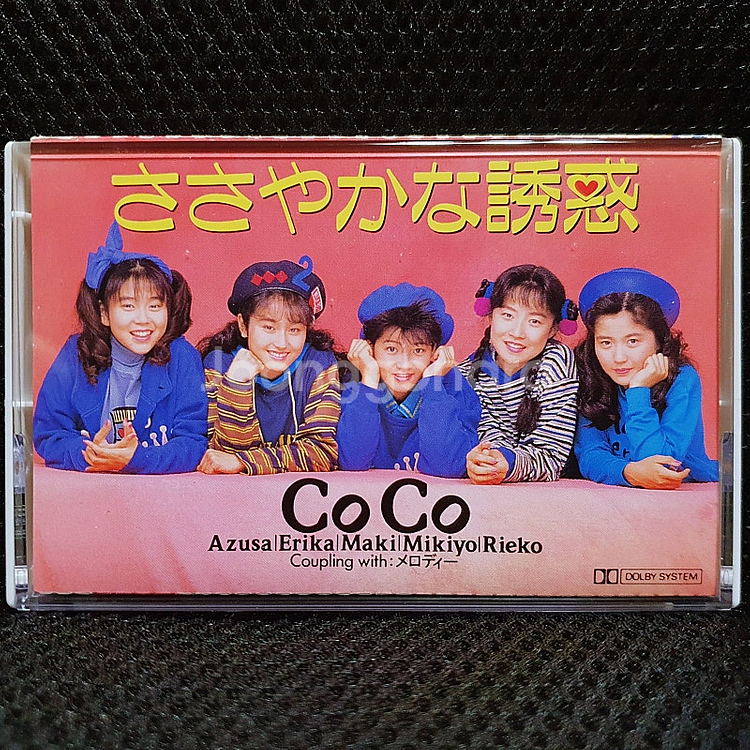 ささやかな誘惑
2
CoCo
Azusa|Erika|Maki|Mikiyo|Rieko
Coupling with:メロディー
DOLBY SYSTEM